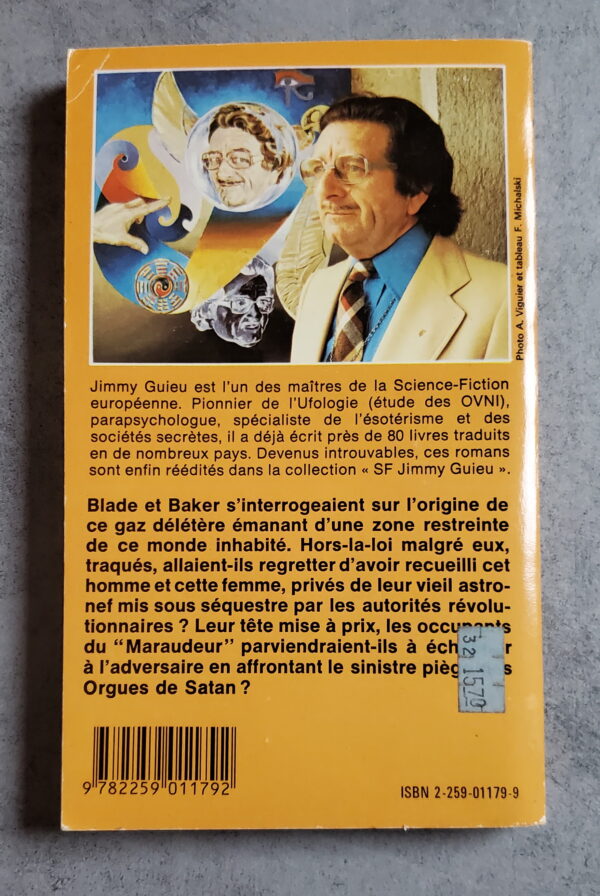 Photo A. Viguier et tableau F. Michalski
Jimmy Guieu est l'un des maîtres de la Science-Fiction
européenne. Pionnier de l'Ufologie (étude des OVNI),
parapsychologue, spécialiste de l'ésotérisme et des
sociétés secrètes, il a déjà écrit près de 80 livres traduits
en de nombreux pays. Devenus introuvables, ces romans
sont enfin réédités dans la collection « SF Jimmy Guieu ».
Blade et Baker s'interrogeaient sur l'origine de
ce gaz délétère émanant d'une zone restreinte
de ce monde inhabité. Hors-la-loi malgré eux,
traqués, allaient-ils regretter d'avoir recueilli cet
homme et cette femme, privés de leur vieil astro-
nef mis sous séquestre par les autorités révolu-
tionnaires ? Leur tête mise à prix, les occupants
du "Maraudeur" parviendraient-ils à
à l'adversaire en affrontant le sinistre
Orgues de Satan ?
32 1570
9 782259 011792
ISBN 2-259-01179-9